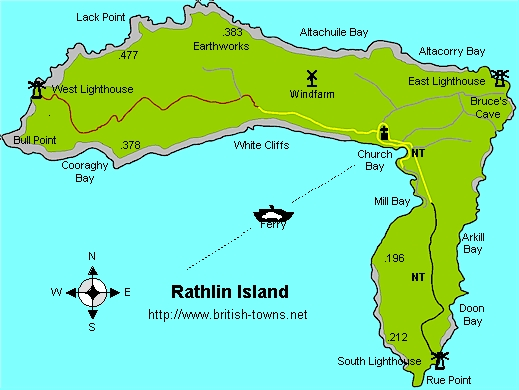 Lack Point
.383
Altachuile Bay
Earthworks
Altacorry Bay
.477
West Lighthouse
Windfarm
East Lighthouse
Bruce's
Cave
Bull Point
.378
White Cliffs
Church
Bay
NT
Cooraghy
Bay
Mill Bay
Ferry
Arkill
Bay
.196
NT
N
W
E
S
Rathlin Island
http://www.british-towns.net
Doon
Bay
.212
South Lighthouse
Rue Point